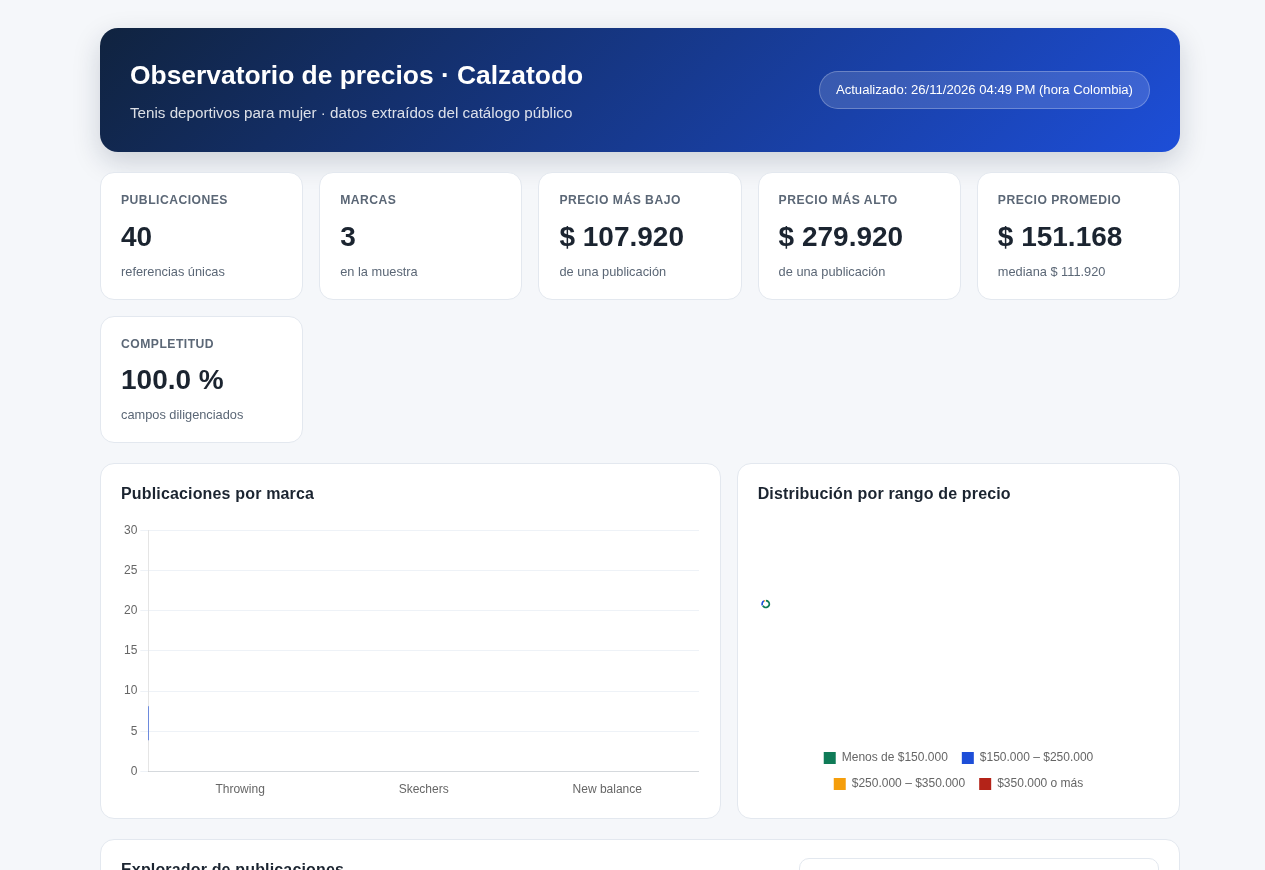 Observatorio de precios · Calzatodo
Tenis deportivos para mujer · datos extraídos del catálogo público
Actualizado: 26/11/2026 04:49 PM (hora Colombia)
PUBLICACIONES
40
referencias únicas
MARCAS
3
en la muestra
PRECIO MÁS BAJO
$ 107.920
de una publicación
PRECIO MÁS ALTO
$ 279.920
de una publicación
PRECIO PROMEDIO
$ 151.168
mediana $ 111.920
COMPLETITUD
100.0 %
campos diligenciados
Publicaciones por marca
30
25
20
15
10
5
0
Throwing
Skechers
New balance
Distribución por rango de precio
Menos de $150.000
$150.000 – $250.000
$250.000 – $350.000
$350.000 o más
Explorador de publicaciones